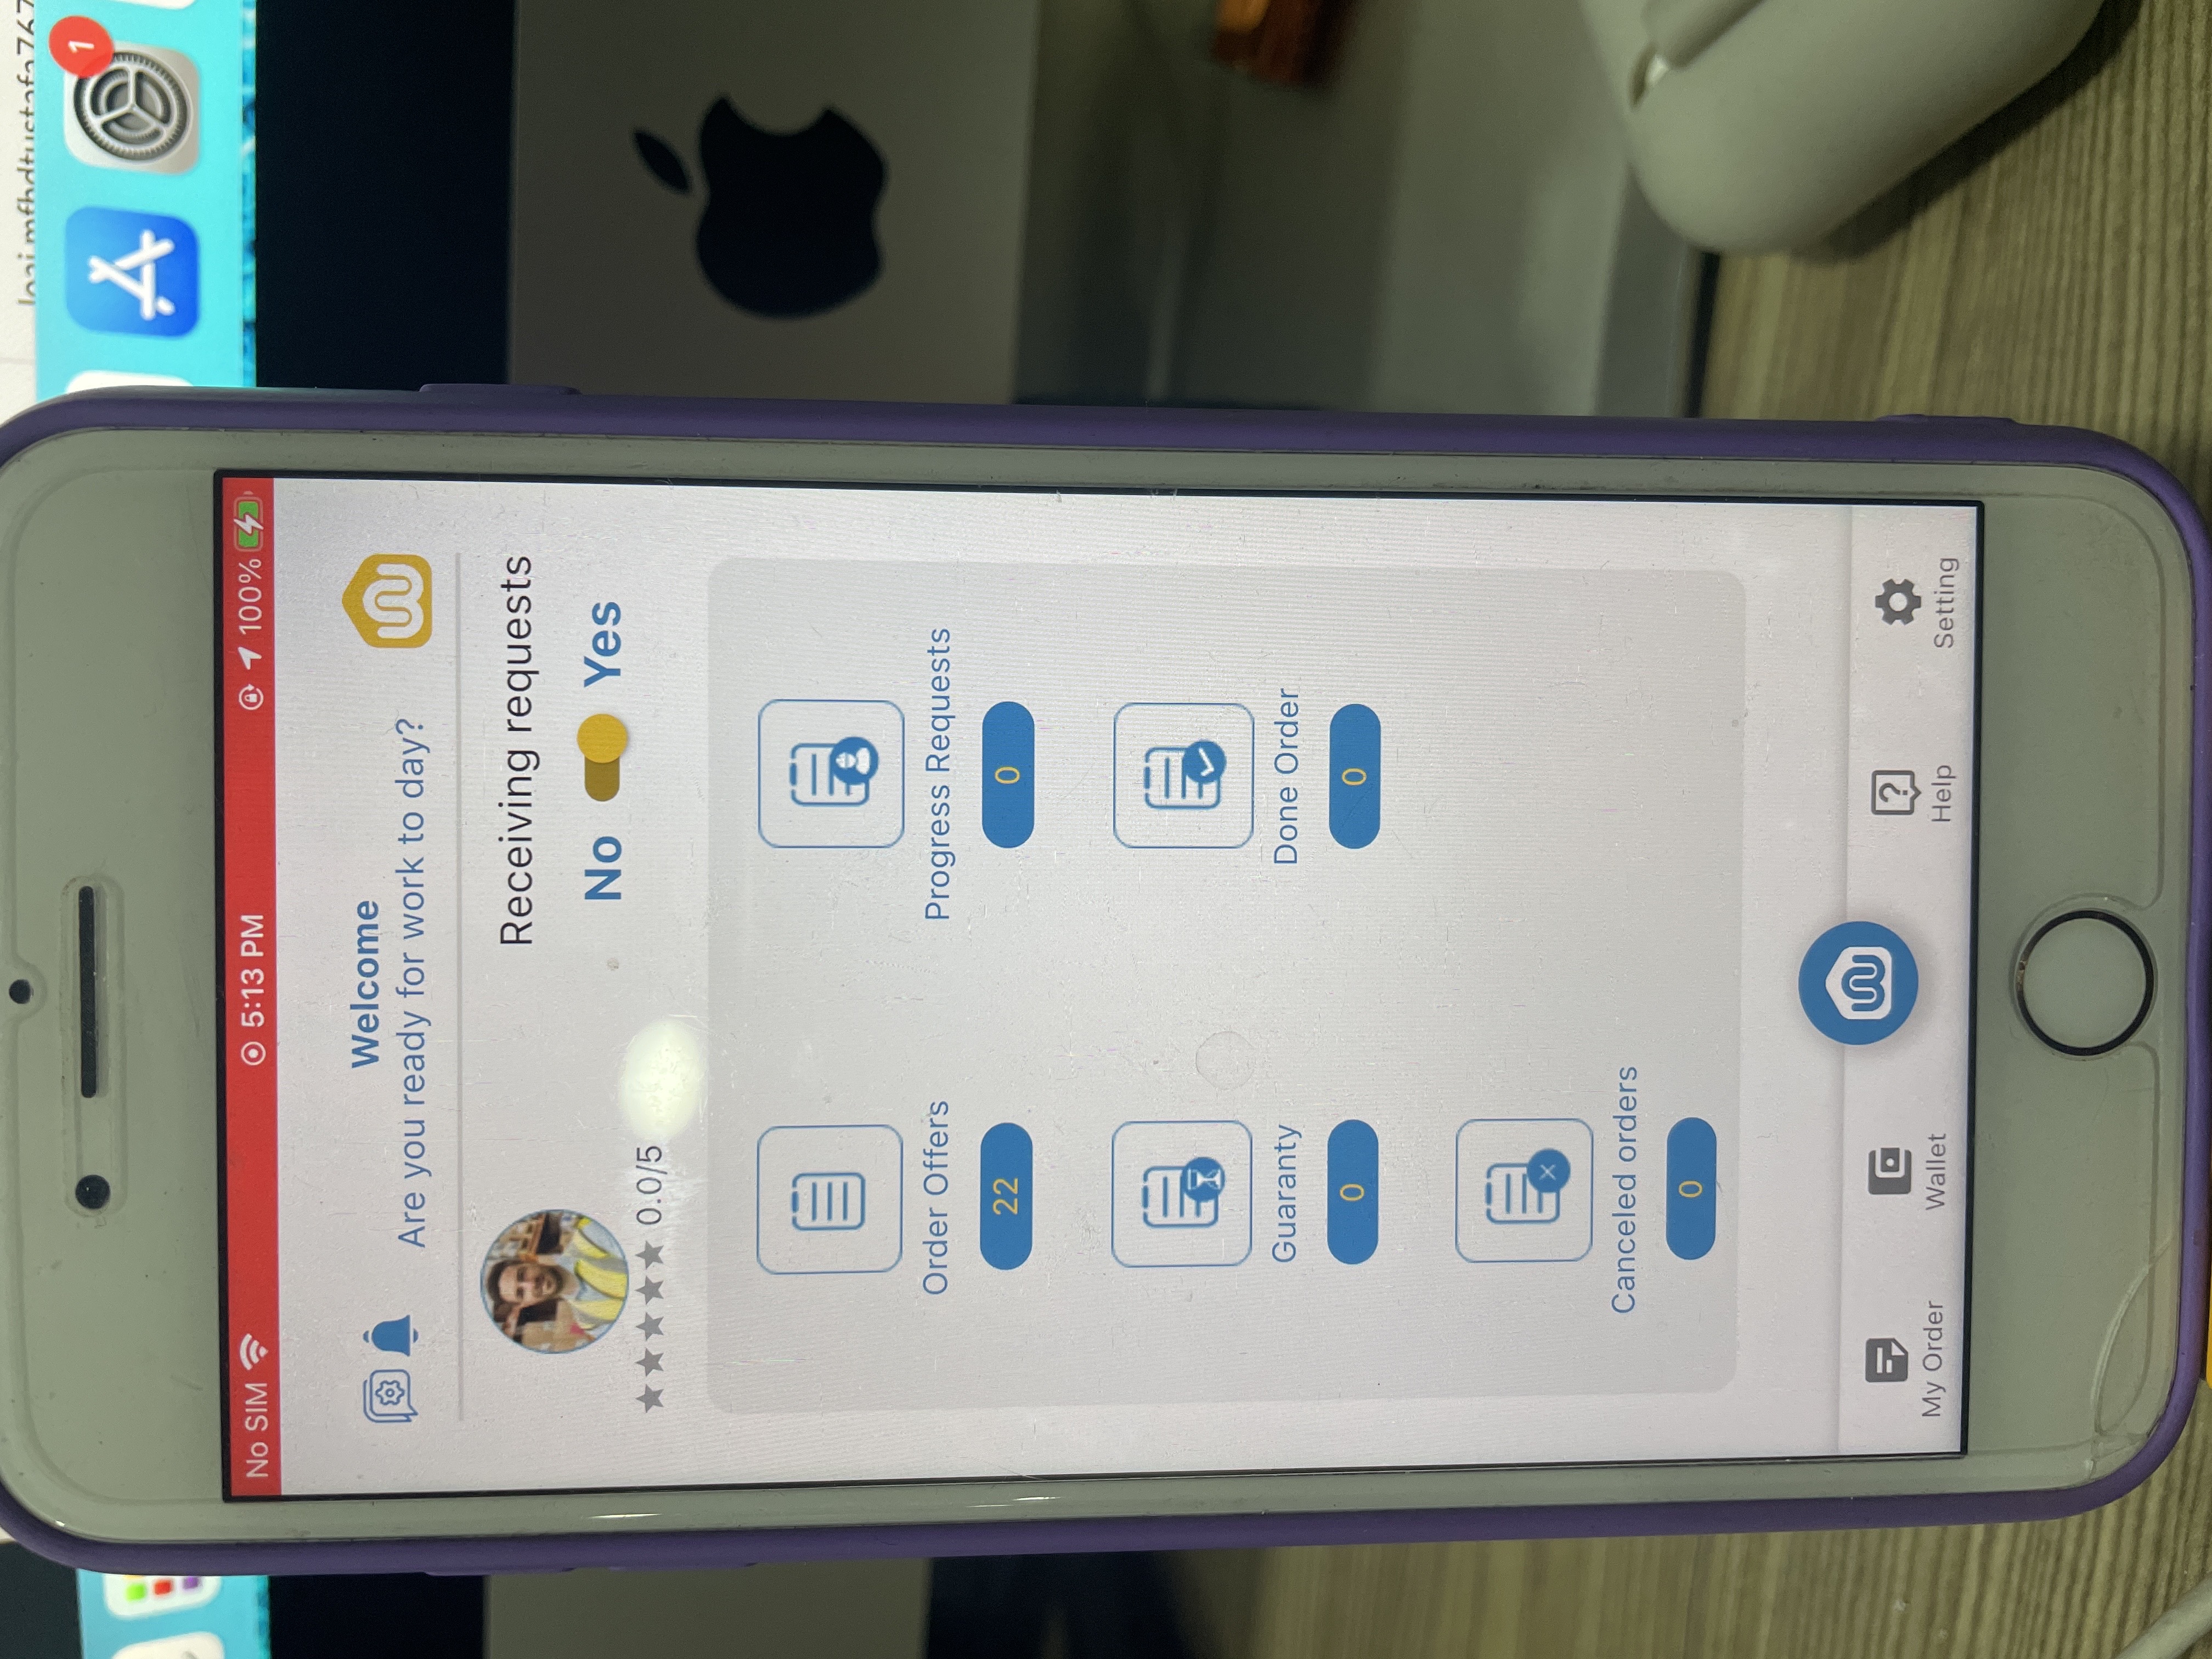 1
No SIM 5:13 PM 100%
Welcome
Are you ready for work to day?
Receiving requests
No Yes
0.0/5
Order Offers Progress Requests
22 0
Guaranty Done Order
0 0
Canceled orders
0
My Order Wallet Help Setting